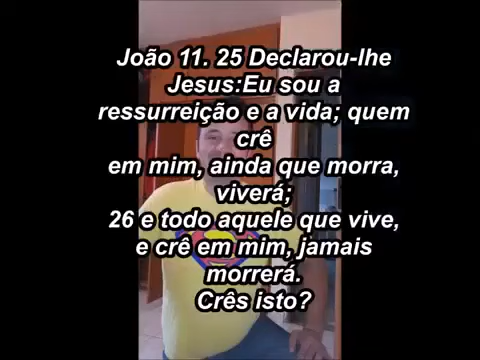 João 11. 25 Declarou-lhe
Jesus:Eu sou a
ressurreição e a vida; quem
crê
em mim, ainda que morra,
viverá;
26 e todo aquele que vive,
e crê em mim, jamais
morrerá.
Crês isto?